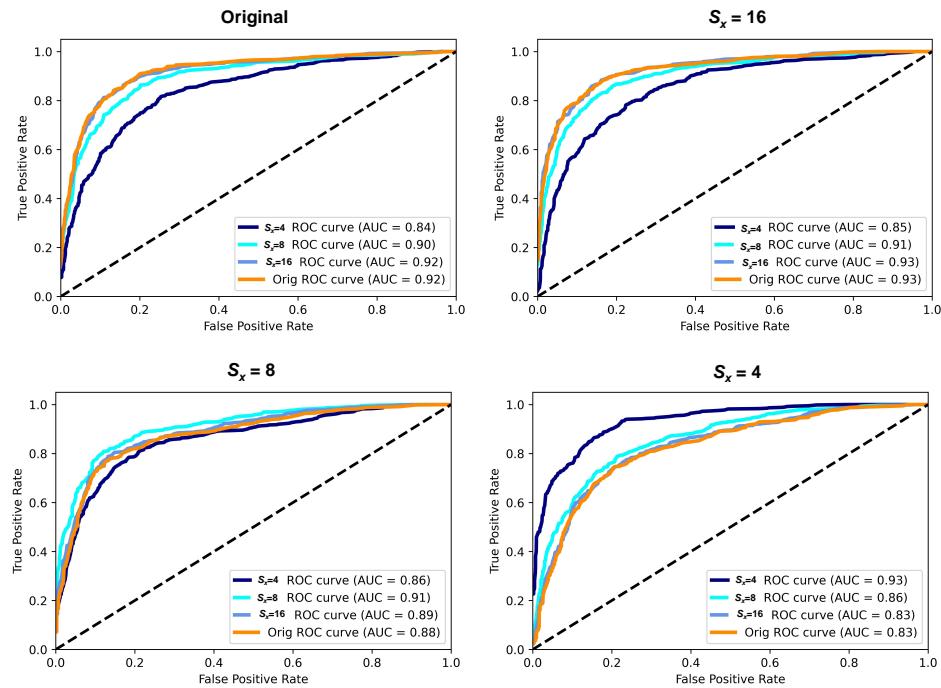 Original
1.0
0.8
0.6
0.4
0.2
0.0
True Positive Rate
Sx=4 ROC curve (AUC = 0.84)
Sx=8 ROC curve (AUC = 0.90)
Sx=16 ROC curve (AUC = 0.92)
Orig ROC curve (AUC = 0.92)
0.0 0.2 0.4 0.6 0.8 1.0
False Positive Rate
Sx = 16
1.0
0.8
0.6
0.4
0.2
0.0
True Positive Rate
Sx=4 ROC curve (AUC = 0.85)
Sx=8 ROC curve (AUC = 0.91)
Sx=16 ROC curve (AUC = 0.93)
Orig ROC curve (AUC = 0.93)
0.0 0.2 0.4 0.6 0.8 1.0
False Positive Rate
Sx = 8
1.0
0.8
0.6
0.4
0.2
0.0
True Positive Rate
Sx=4 ROC curve (AUC = 0.86)
Sx=8 ROC curve (AUC = 0.91)
Sx=16 ROC curve (AUC = 0.89)
Orig ROC curve (AUC = 0.88)
0.0 0.2 0.4 0.6 0.8 1.0
False Positive Rate
Sx = 4
1.0
0.8
0.6
0.4
0.2
0.0
True Positive Rate
Sx=4 ROC curve (AUC = 0.93)
Sx=8 ROC curve (AUC = 0.86)
Sx=16 ROC curve (AUC = 0.83)
Orig ROC curve (AUC = 0.83)
0.0 0.2 0.4 0.6 0.8 1.0
False Positive Rate